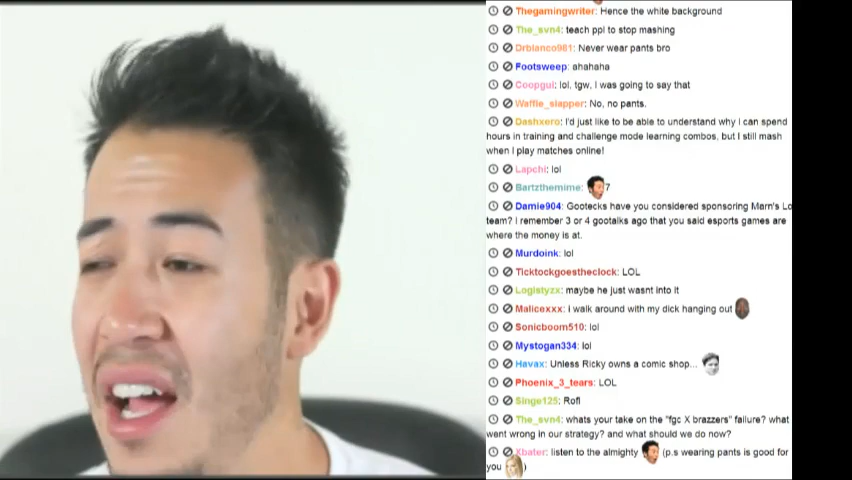 Thegamingwriter: Hence the white background
The_svn4: teach ppl to stop mashing
Drbianco981: Never wear pants bro
Footsweep: ahahaha
Coopgui: lol, tgw, I was going to say that
Waffle_slapper: No, no pants.
Dashxero: I'd just like to be able to understand why I can spend
hours in training and challenge mode learning combos, but I still mash
when I play matches online!
Lapchi: lol
Bartzthemime: 7
Damie904: Gootecks have you considered sponsoring Marn's Lo
team? I remember 3 or 4 gootalks ago that you said esports games are
where the money is at.
Murdoink: lol
Ticktockgoestheclock: LOL
Logistyzx: maybe he just wasnt into it
Malicexxx: i walk around with my dick hanging out
Sonicboom510: lol
Mystogan334: lol
Havax: Unless Ricky owns a comic shop...
Phoenix_3_tears: LOL
Singe125: Rofl
The_svn4: whats your take on the "fgc X brazzers" failure? what
went wrong in our strategy? and what should we do now?
Xbater: listen to the almighty (p.s wearing pants is good for
you )